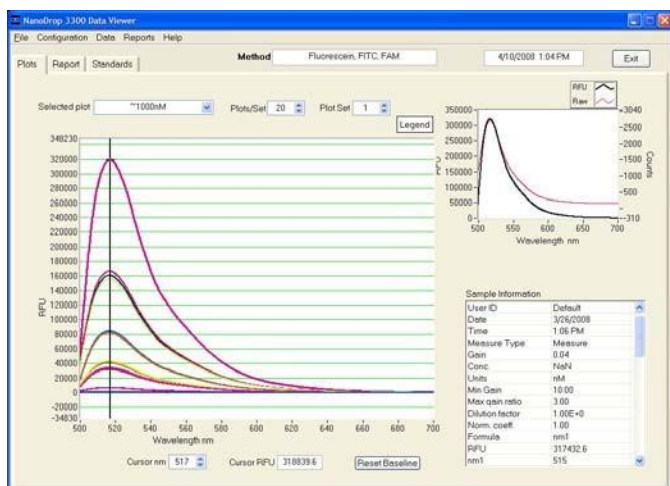 NanoDrop 3300 Data Viewer
File Configuration Data Reports Help
Plots Report Standards
Method Fluorescein, FITC, FAM
4/10/2008 1:04 PM
Exit
Selected plot ~1000nM
Plots/Set 20 Plot Set 1
Legend
348230
320000
300000
280000
260000
240000
220000
200000
180000
160000
140000
120000
100000
80000
60000
40000
20000
0
-20000
-34830
RFU
500 520 540 560 580 600 620 640 660 680 700
Wavelength nm
Cursor nm 517
Cursor RFU 318839.6
Reset Baseline
RFU
Raw
350000
300000
250000
200000
150000
100000
50000
0
RFU
3040
2500
2000
1500
1000
500
-310
Counts
500 550 600 650 700
Wavelength nm
Sample Information
User ID Default
Date 3/26/2008
Time 1:06 PM
Measure Type Measure
Gain 0.04
Conc. NaN
Units nM
Min Gain 10.00
Max gain ratio 3.00
Dilution factor 1.00E+0
Norm. coeff. 1.00
Formula nm1
RFU 317432.6
nm1 515